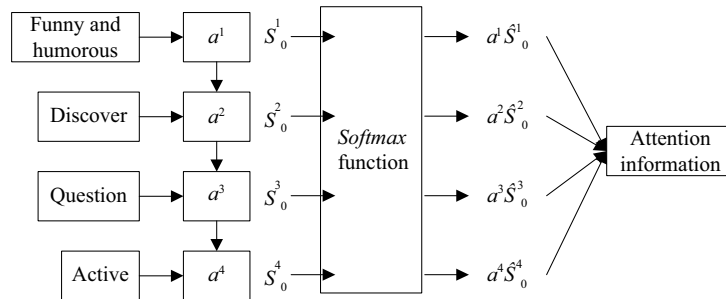 Funny and
humorous
a¹
S¹₀
a¹Ŝ¹₀
Discover
a²
S²₀
a²Ŝ²₀
Softmax
function
Attention
information
Question
a³
S³₀
a³Ŝ³₀
Active
a⁴
S⁴₀
a⁴Ŝ⁴₀